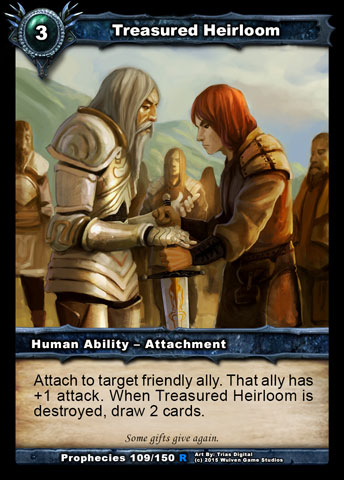 3
Treasured Heirloom
Human Ability – Attachment
Attach to target friendly ally. That ally has
+1 attack. When Treasured Heirloom is
destroyed, draw 2 cards.
Some gifts give again.
Prophecies 109/150 R
Art By: Trias Digital
(c) 2015 Wulven Game Studios